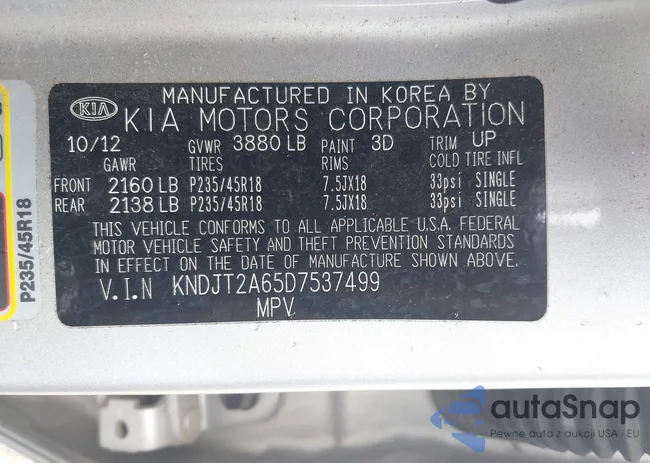 MANUFACTURED IN KOREA BY
KIA KIA MOTORS CORPORATION
10/12 GVWR 3880 LB PAINT 3D TRIM UP
GAWR TIRES RIMS COLD TIRE INFL
FRONT 2160 LB P235/45R18 7.5JX18 33psi SINGLE
REAR 2138 LB P235/45R18 7.5JX18 33psi SINGLE
THIS VEHICLE CONFORMS TO ALL APPLICABLE U.S.A. FEDERAL
MOTOR VEHICLE SAFETY AND THEFT PREVENTION STANDARDS
IN EFFECT ON THE DATE OF MANUFACTURE SHOWN ABOVE.
V.I.N KNDJT2A65D7537499
MPV
P235/45R18
autaSnap
Pewne auta z aukcji USA i EU